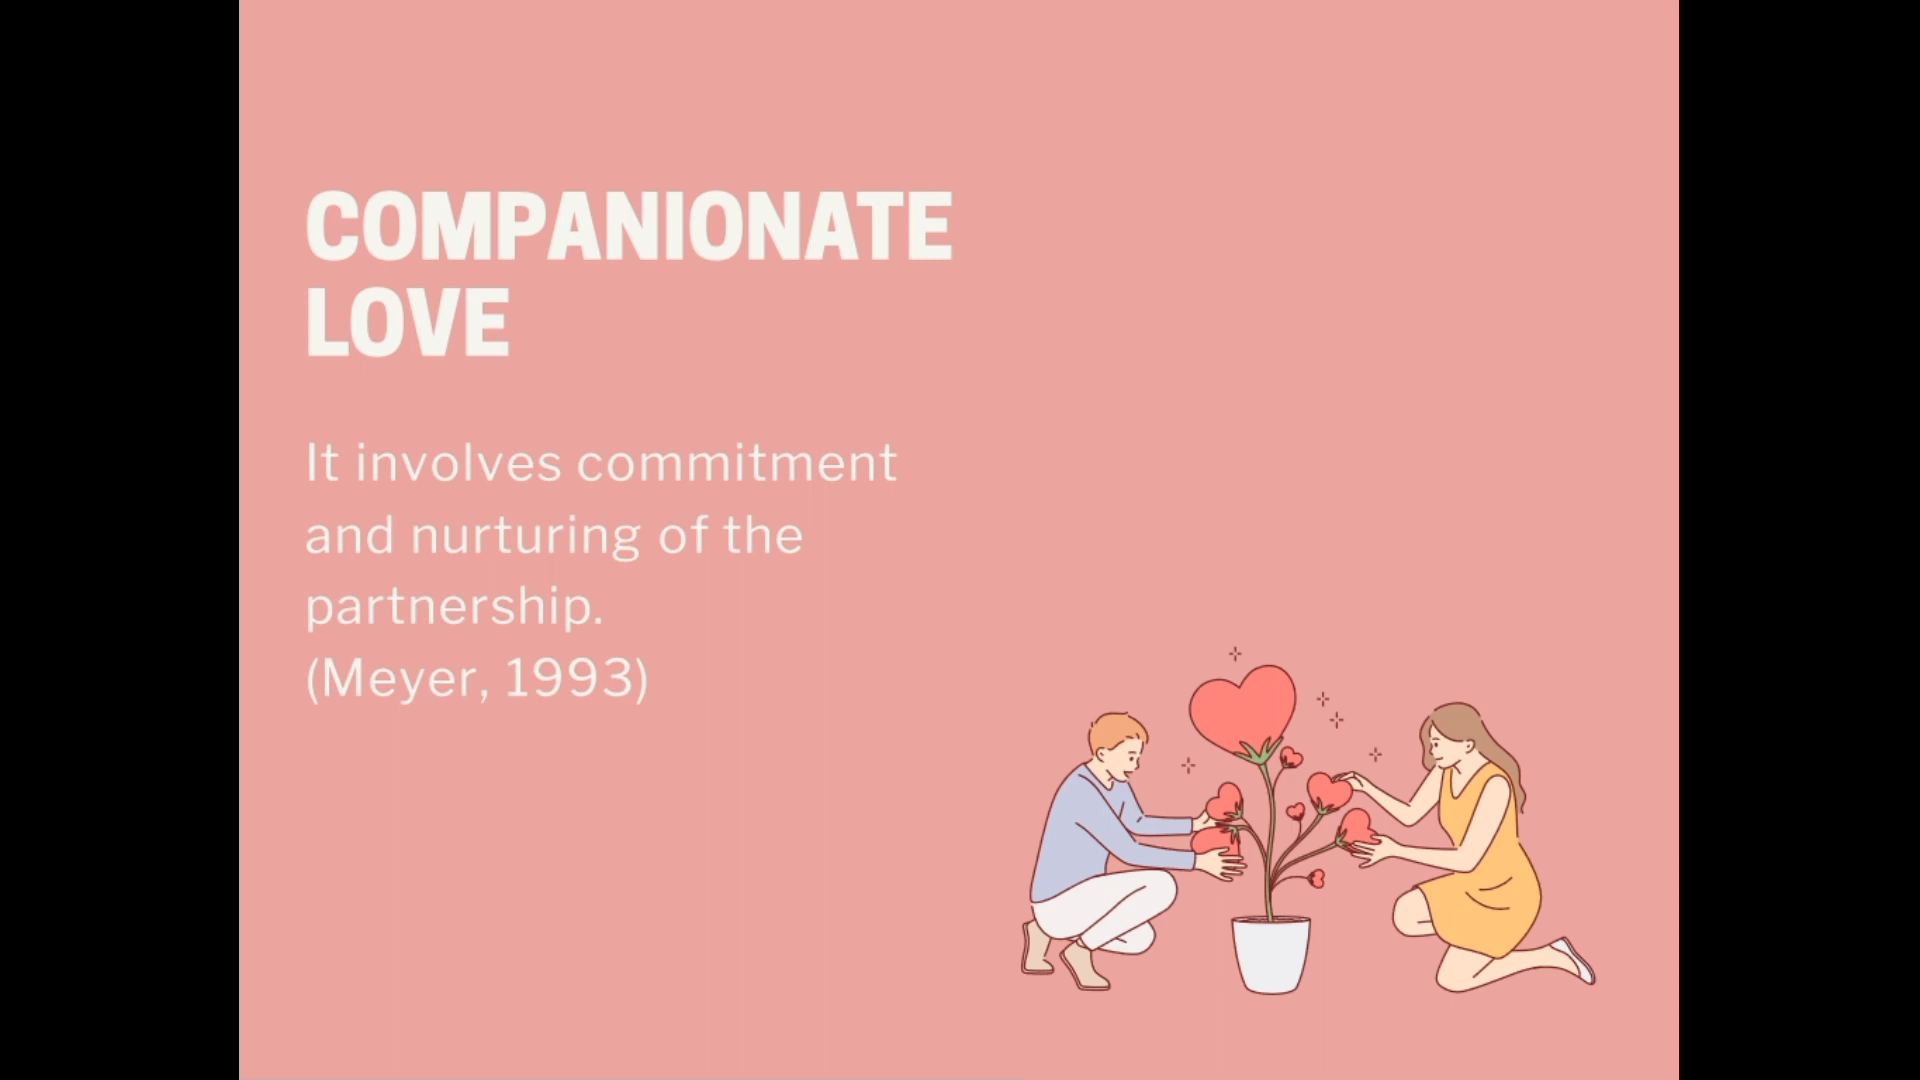 COMPANIONATE
LOVE
It involves commitment
and nurturing of the
partnership.
(Meyer, 1993)